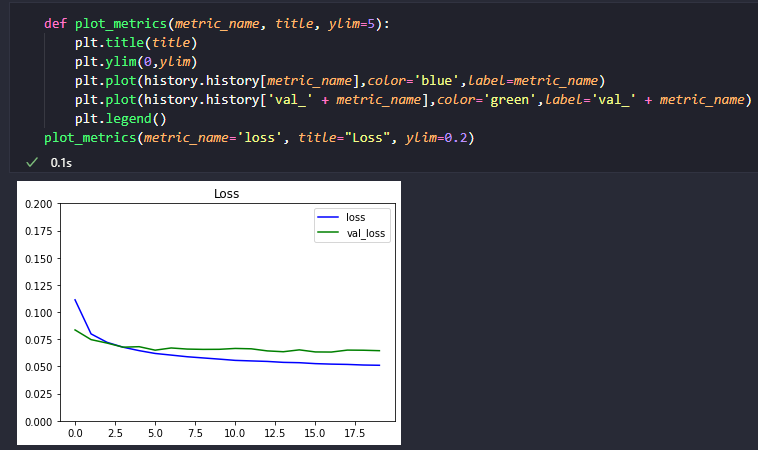 def plot_metrics(metric_name, title, ylim=5):
    plt.title(title)
    plt.ylim(0,ylim)
    plt.plot(history.history[metric_name],color='blue',label=metric_name)
    plt.plot(history.history['val_' + metric_name],color='green',label='val_' + metric_name)
    plt.legend()
plot_metrics(metric_name='loss', title="Loss", ylim=0.2)
✓ 0.1s
Loss
0.200
loss
val_loss
0.175
0.150
0.125
0.100
0.075
0.050
0.025
0.000
0.0 2.5 5.0 7.5 10.0 12.5 15.0 17.5